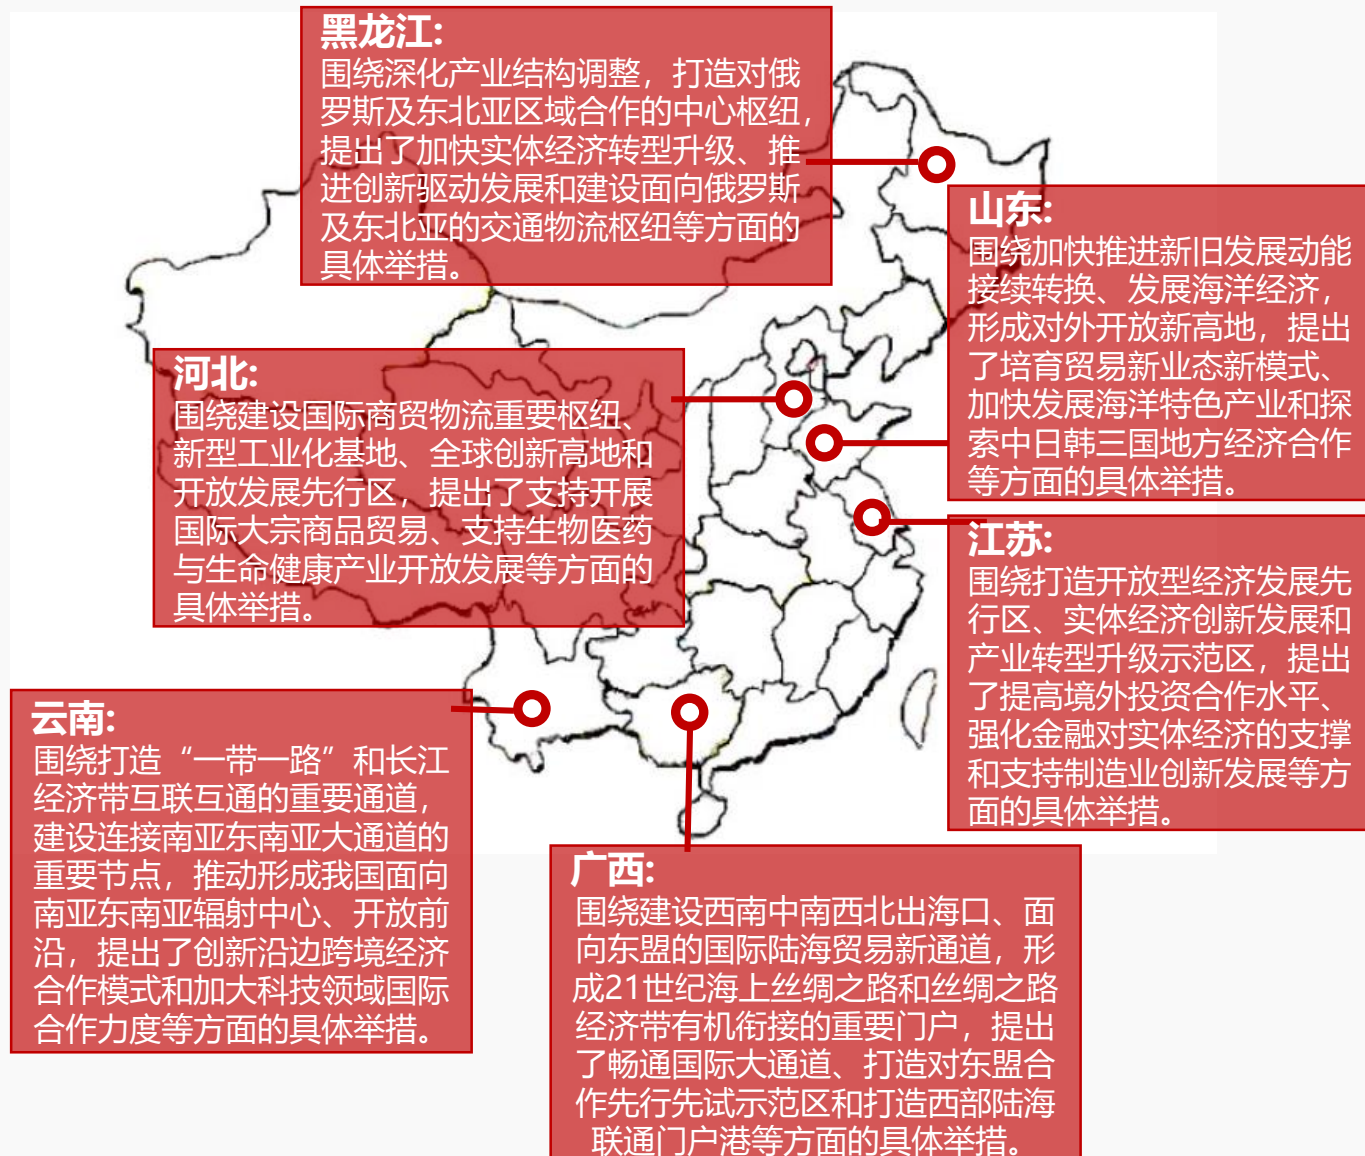 黑龙江:
围绕深化产业结构调整，打造对俄
罗斯及东北亚区域合作的中心枢纽，
提出了加快实体经济转型升级、推
进创新驱动发展和建设面向俄罗斯
及东北亚的交通物流枢纽等方面的
具体举措。
山东:
围绕加快推进新旧发展动能
接续转换、发展海洋经济，
形成对外开放新高地，提出
了培育贸易新业态新模式、
加快发展海洋特色产业和探
索中日韩三国地方经济合作
等方面的具体举措。
河北:
围绕建设国际商贸物流重要枢纽、
新型工业化基地、全球创新高地和
开放发展先行区，提出了支持开展
国际大宗商品贸易、支持生物医药
与生命健康产业开放发展等方面的
具体举措。
江苏:
围绕打造开放型经济发展先
行区、实体经济创新发展和
产业转型升级示范区，提出
了提高境外投资合作水平、
强化金融对实体经济的支撑
和支持制造业创新发展等方
面的具体举措。
云南:
围绕打造“一带一路”和长江
经济带互联互通的重要通道，
建设连接南亚东南亚大通道的
重要节点，推动形成我国面向
南亚东南亚辐射中心、开放前
沿，提出了创新沿边跨境经济
合作模式和加大科技领域国际
合作力度等方面的具体举措。
广西:
围绕建设西南中南西北出海口、面
向东盟的国际陆海贸易新通道，形
成21世纪海上丝绸之路和丝绸之路
经济带有机衔接的重要门户，提出
了畅通国际大通道、打造对东盟合
作先行先试示范区和打造西部陆海
联通门户港等方面的具体举措。